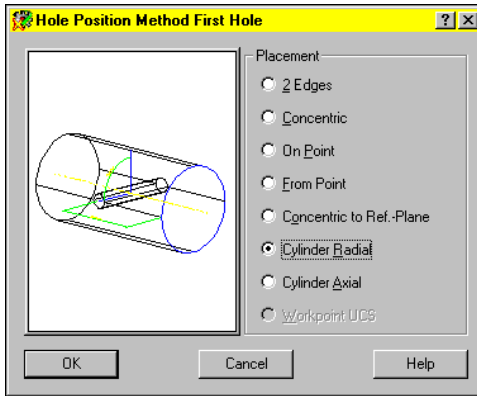 Hole Position Method First Hole
Placement
2 Edges
Concentric
On Point
From Point
Concentric to Ref.-Plane
Cylinder Radial
Cylinder Axial
Workpoint UCS
OK
Cancel
Help